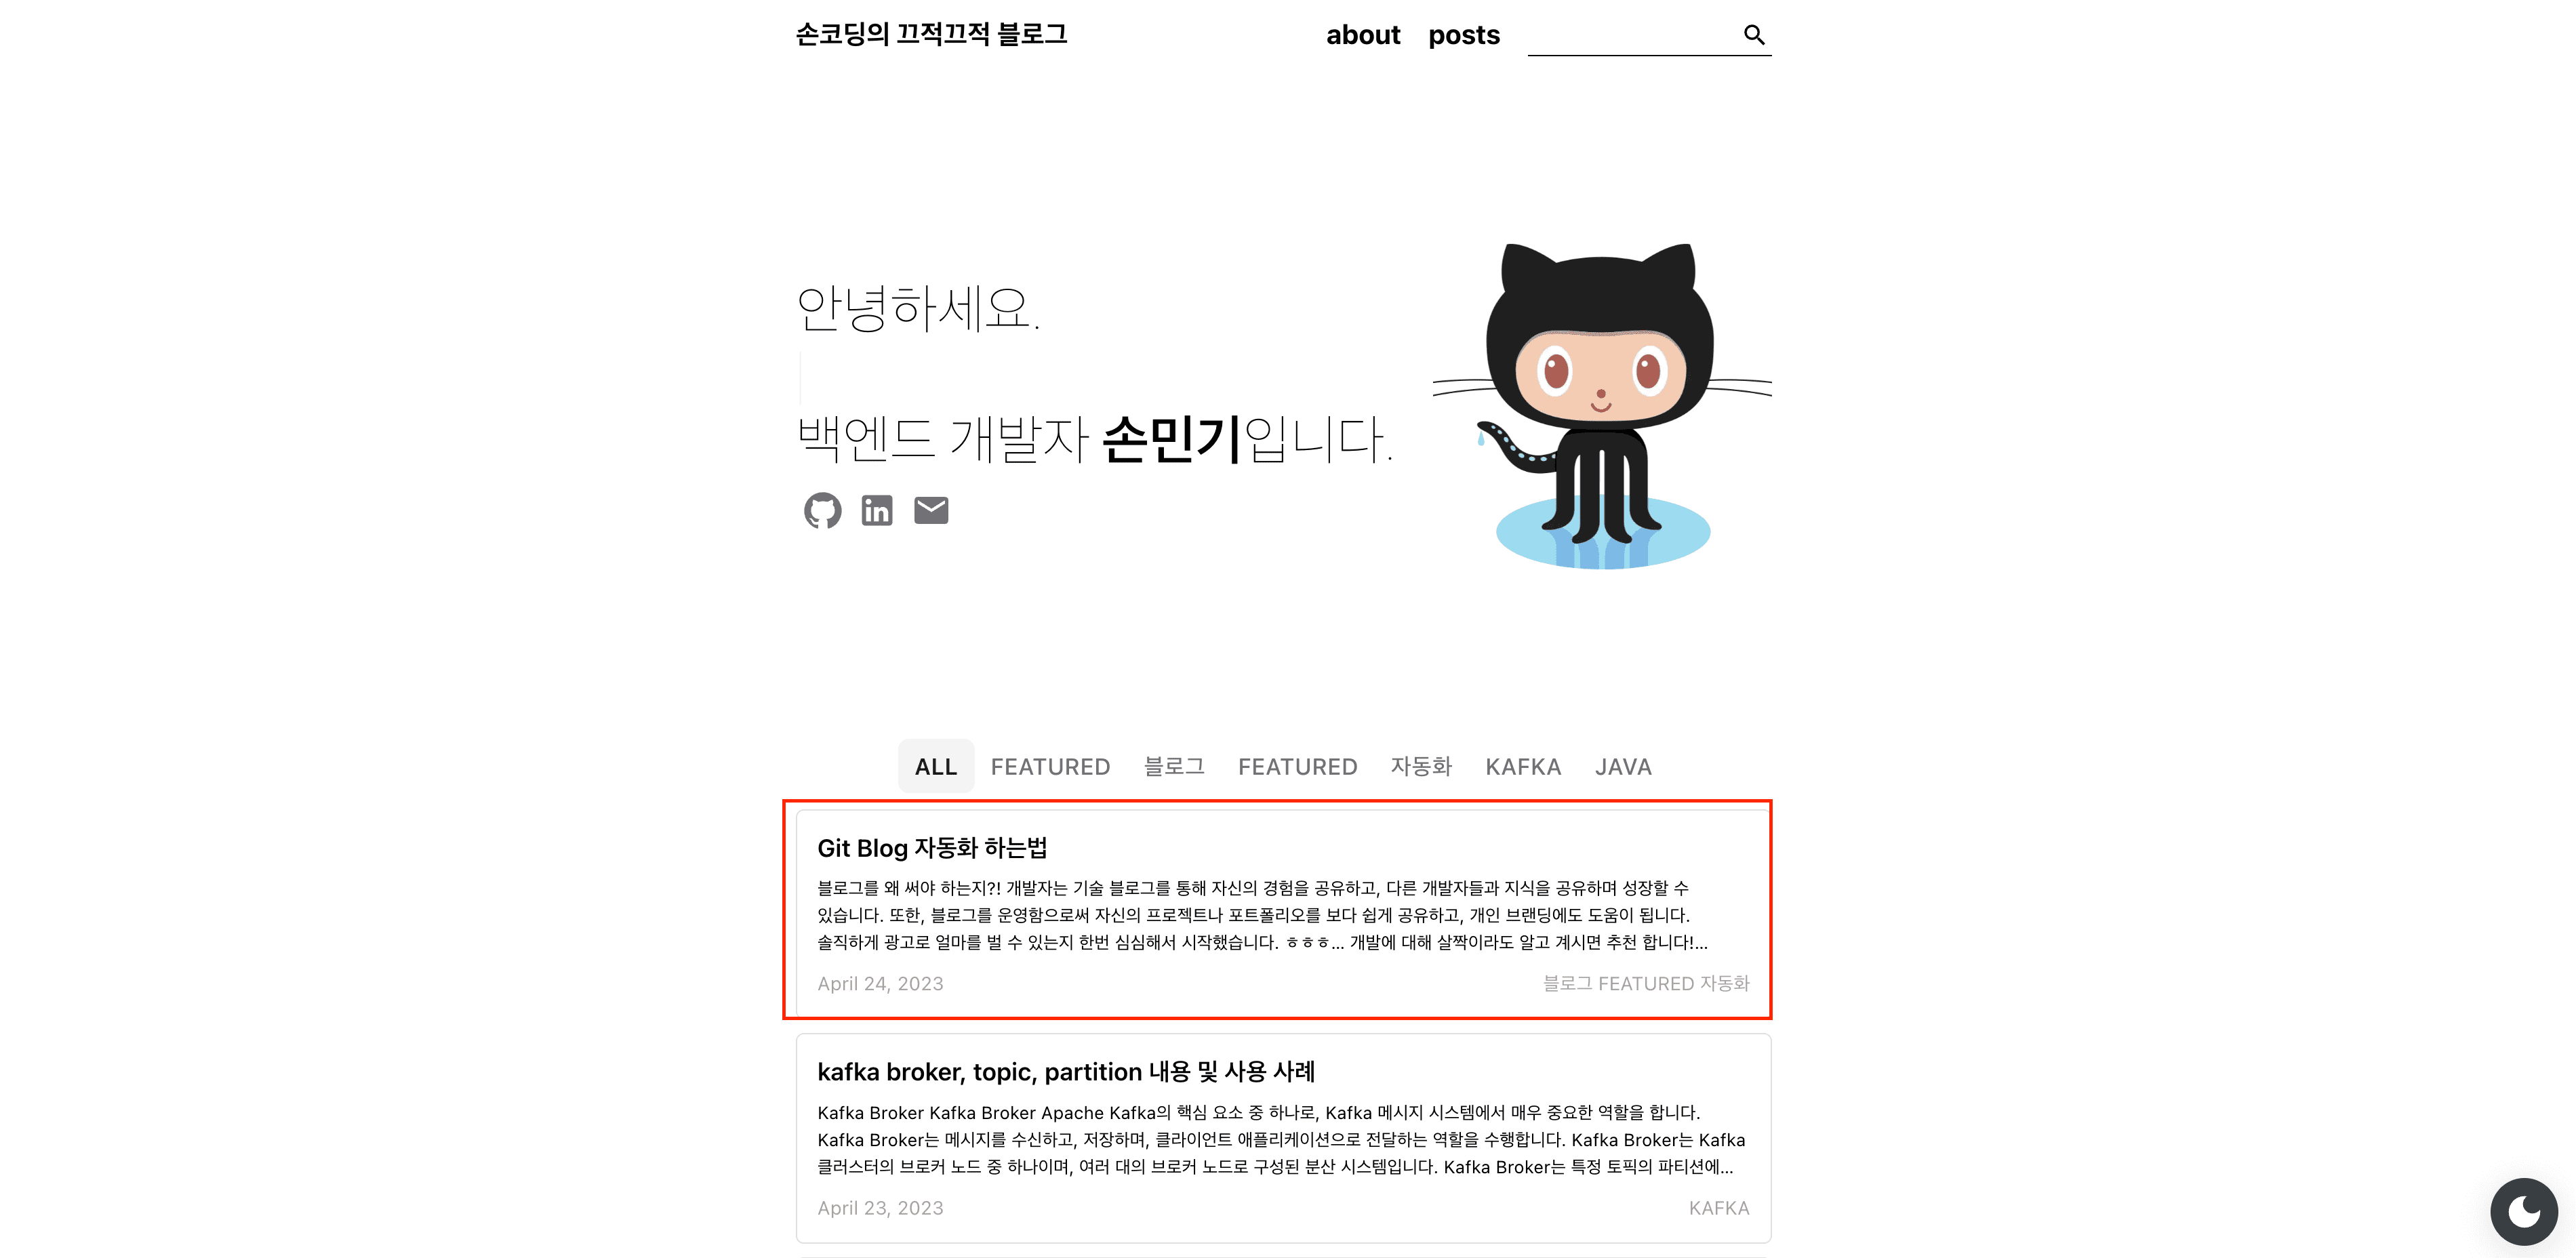 손코딩의 끄적끄적 블로그
about posts
안녕하세요.
백엔드 개발자 손민기입니다.
ALL FEATURED 블로그 FEATURED 자동화 KAFKA JAVA
Git Blog 자동화 하는법
블로그를 왜 써야 하는지?! 개발자는 기술 블로그를 통해 자신의 경험을 공유하고, 다른 개발자들과 지식을 공유하며 성장할 수
있습니다. 또한, 블로그를 운영함으로써 자신의 프로젝트나 포트폴리오를 보다 쉽게 공유하고, 개인 브랜딩에도 도움이 됩니다.
솔직하게 광고로 얼마를 벌 수 있는지 한번 심심해서 시작했습니다. ㅎㅎㅎ... 개발에 대해 살짝이라도 알고 계시면 추천 합니다!...
April 24, 2023
블로그 FEATURED 자동화
kafka broker, topic, partition 내용 및 사용 사례
Kafka Broker Kafka Broker Apache Kafka의 핵심 요소 중 하나로, Kafka 메시지 시스템에서 매우 중요한 역할을 합니다.
Kafka Broker는 메시지를 수신하고, 저장하며, 클라이언트 애플리케이션으로 전달하는 역할을 수행합니다. Kafka Broker는 Kafka
클러스터의 브로커 노드 중 하나이며, 여러 대의 브로커 노드로 구성된 분산 시스템입니다. Kafka Broker는 특정 토픽의 파티션에...
April 23, 2023
KAFKA